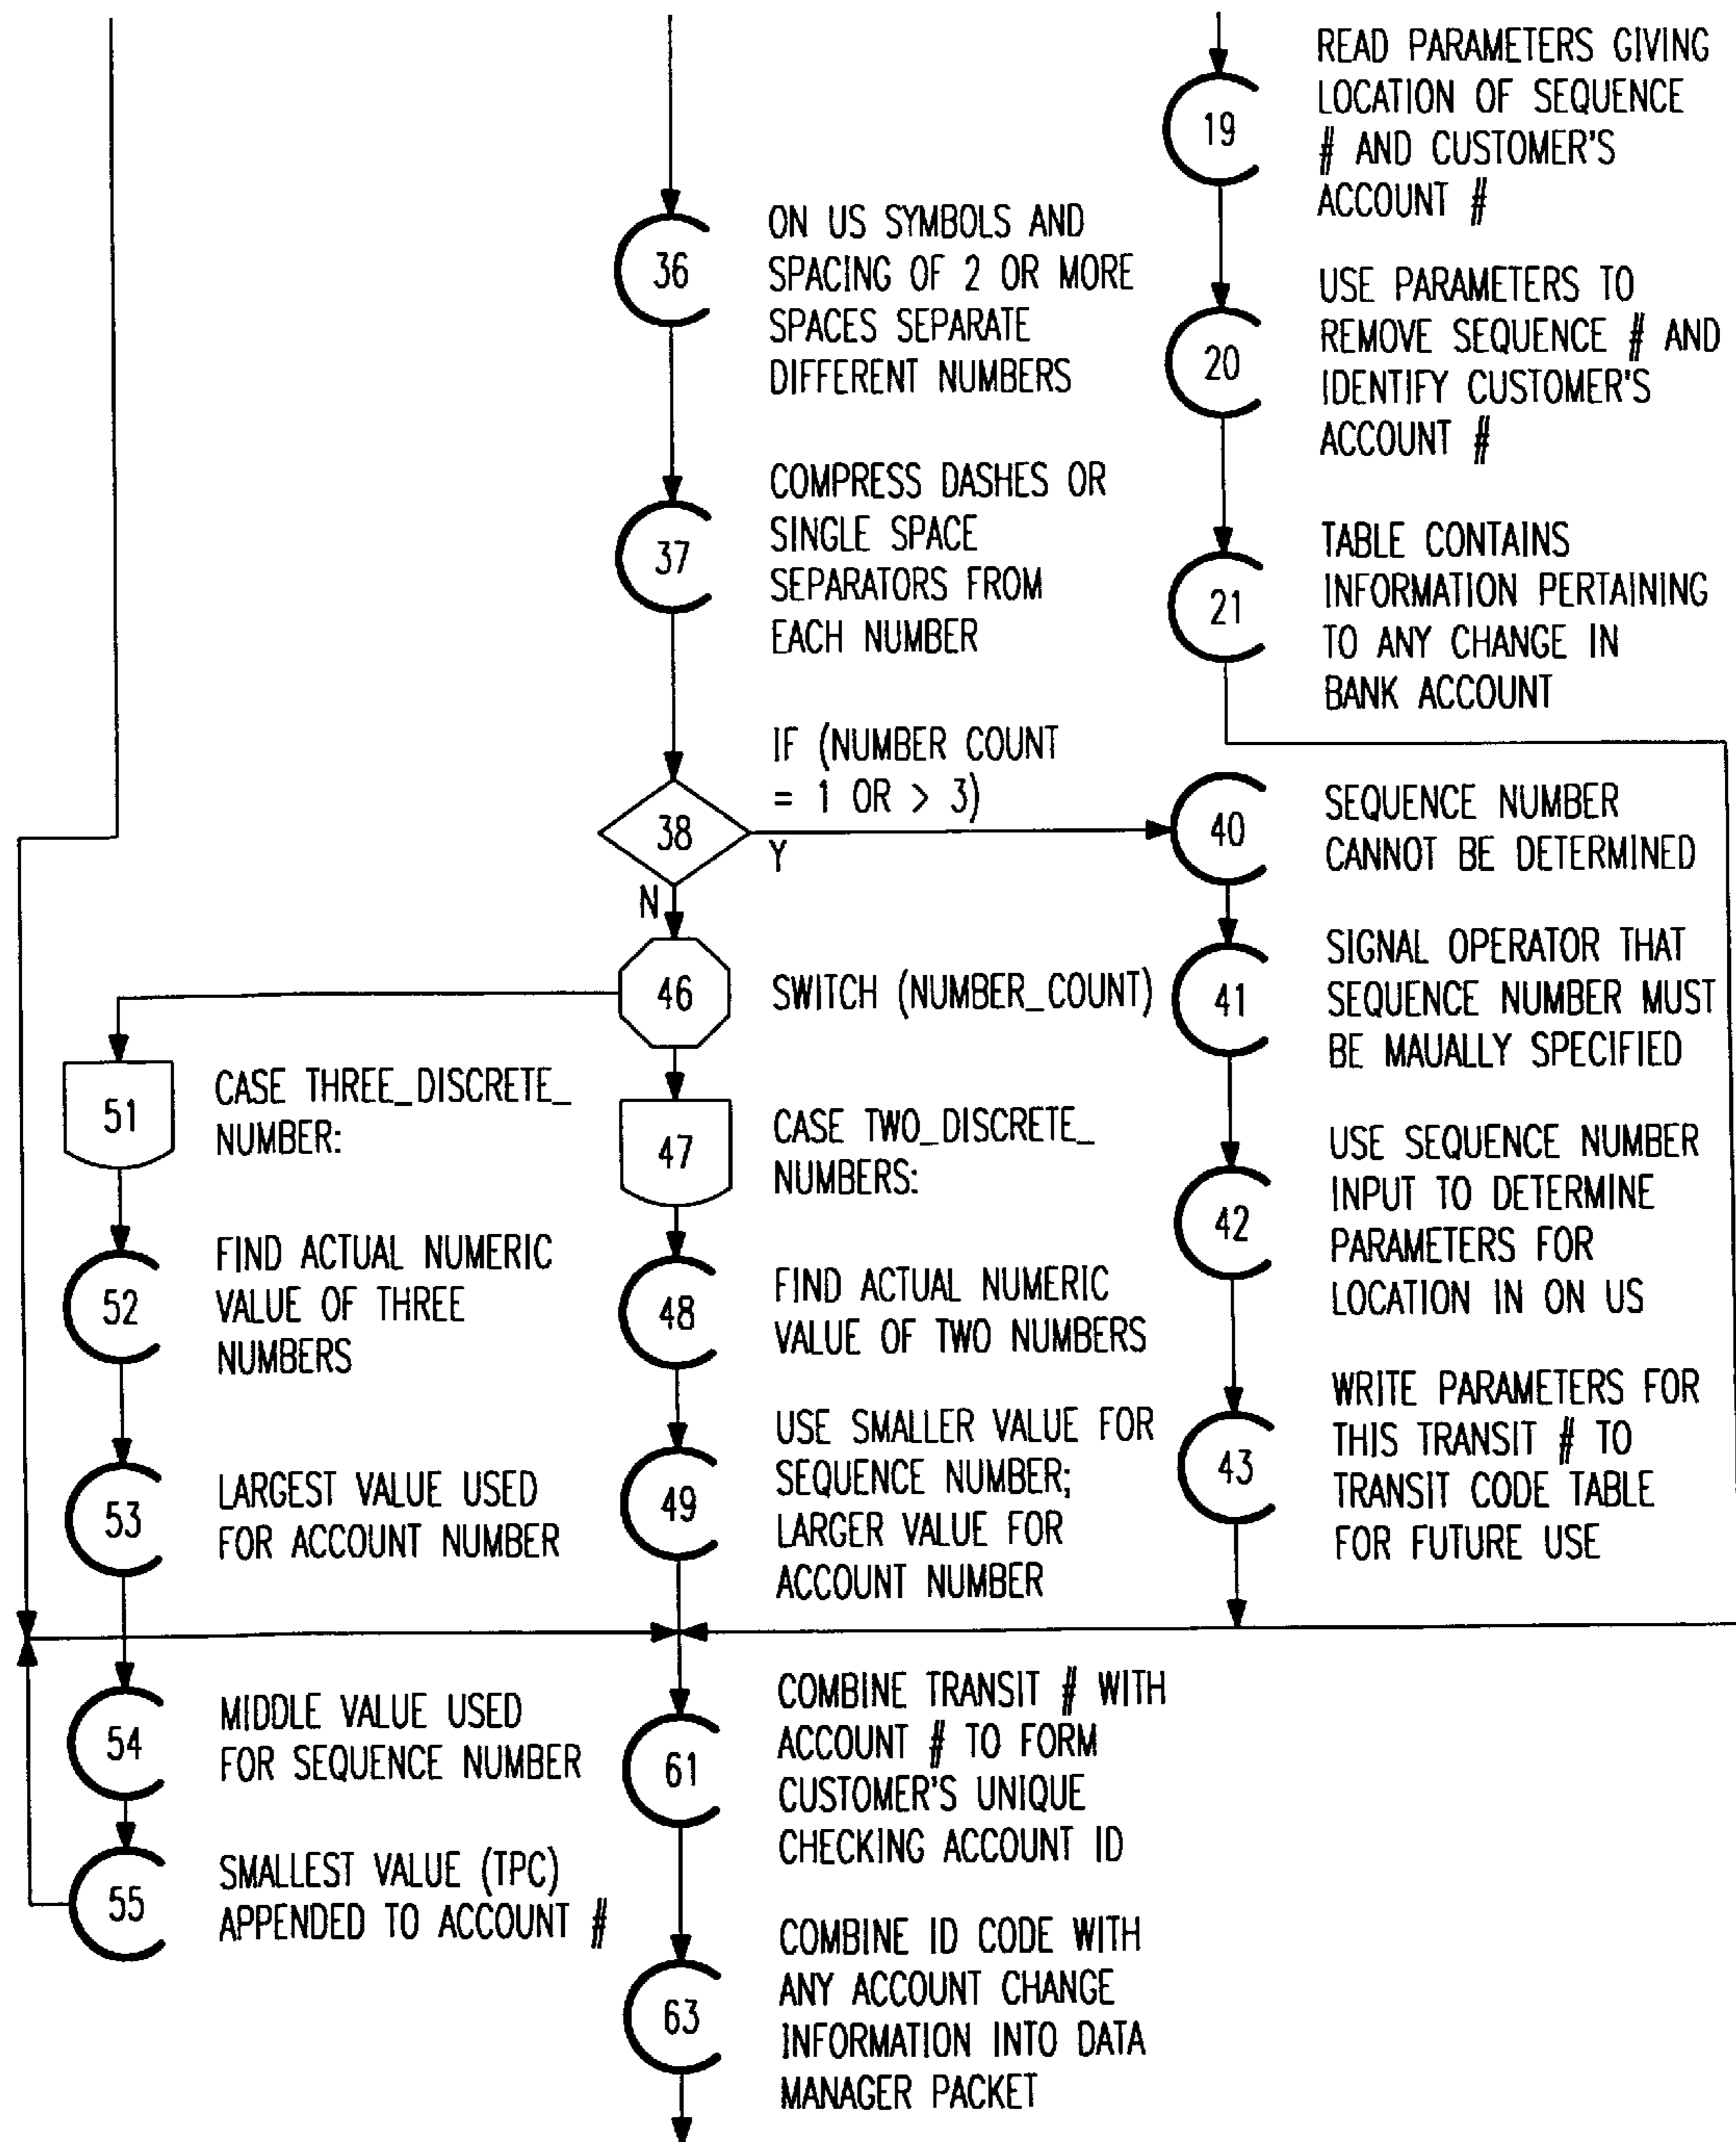 19
READ PARAMETERS GIVING
LOCATION OF SEQUENCE
# AND CUSTOMER'S
ACCOUNT #
36
ON US SYMBOLS AND
SPACING OF 2 OR MORE
SPACES SEPARATE
DIFFERENT NUMBERS
20
USE PARAMETERS TO
REMOVE SEQUENCE # AND
IDENTIFY CUSTOMER'S
ACCOUNT #
37
COMPRESS DASHES OR
SINGLE SPACE
SEPARATORS FROM
EACH NUMBER
21
TABLE CONTAINS
INFORMATION PERTAINING
TO ANY CHANGE IN
BANK ACCOUNT
38
IF (NUMBER COUNT
= 1 OR > 3)
Y
N
40
SEQUENCE NUMBER
CANNOT BE DETERMINED
46
SWITCH (NUMBER_COUNT)
41
SIGNAL OPERATOR THAT
SEQUENCE NUMBER MUST
BE MAUALLY SPECIFIED
51
CASE THREE_DISCRETE_
NUMBER:
47
CASE TWO_DISCRETE_
NUMBERS:
42
USE SEQUENCE NUMBER
INPUT TO DETERMINE
PARAMETERS FOR
LOCATION IN ON US
52
FIND ACTUAL NUMERIC
VALUE OF THREE
NUMBERS
48
FIND ACTUAL NUMERIC
VALUE OF TWO NUMBERS
43
WRITE PARAMETERS FOR
THIS TRANSIT # TO
TRANSIT CODE TABLE
FOR FUTURE USE
53
LARGEST VALUE USED
FOR ACCOUNT NUMBER
49
USE SMALLER VALUE FOR
SEQUENCE NUMBER;
LARGER VALUE FOR
ACCOUNT NUMBER
54
MIDDLE VALUE USED
FOR SEQUENCE NUMBER
61
COMBINE TRANSIT # WITH
ACCOUNT # TO FORM
CUSTOMER'S UNIQUE
CHECKING ACCOUNT ID
55
SMALLEST VALUE (TPC)
APPENDED TO ACCOUNT #
63
COMBINE ID CODE WITH
ANY ACCOUNT CHANGE
INFORMATION INTO DATA
MANAGER PACKET